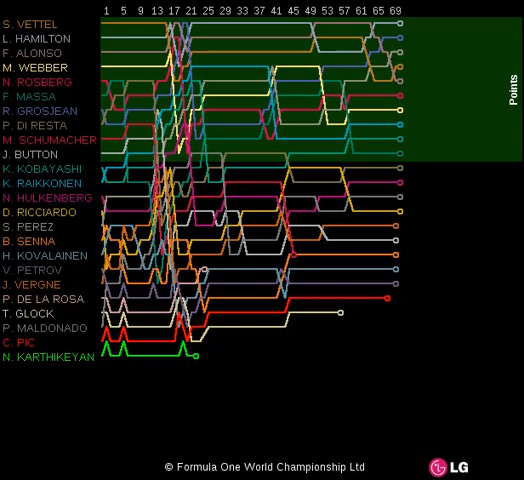 1 5 9 13 17 21 25 29 33 37 41 45 49 53 57 61 65 69
S. VETTEL
L. HAMILTON
F. ALONSO
M. WEBBER
N. ROSBERG
F. MASSA
R. GROSJEAN
P. DI RESTA
M. SCHUMACHER
J. BUTTON
K. KOBAYASHI
K. RAIKKONEN
N. HULKENBERG
D. RICCIARDO
S. PEREZ
B. SENNA
H. KOVALAINEN
V. PETROV
J. VERGNE
P. DE LA ROSA
T. GLOCK
P. MALDONADO
C. PIC
N. KARTHIKEYAN
Points
© Formula One World Championship Ltd
LG